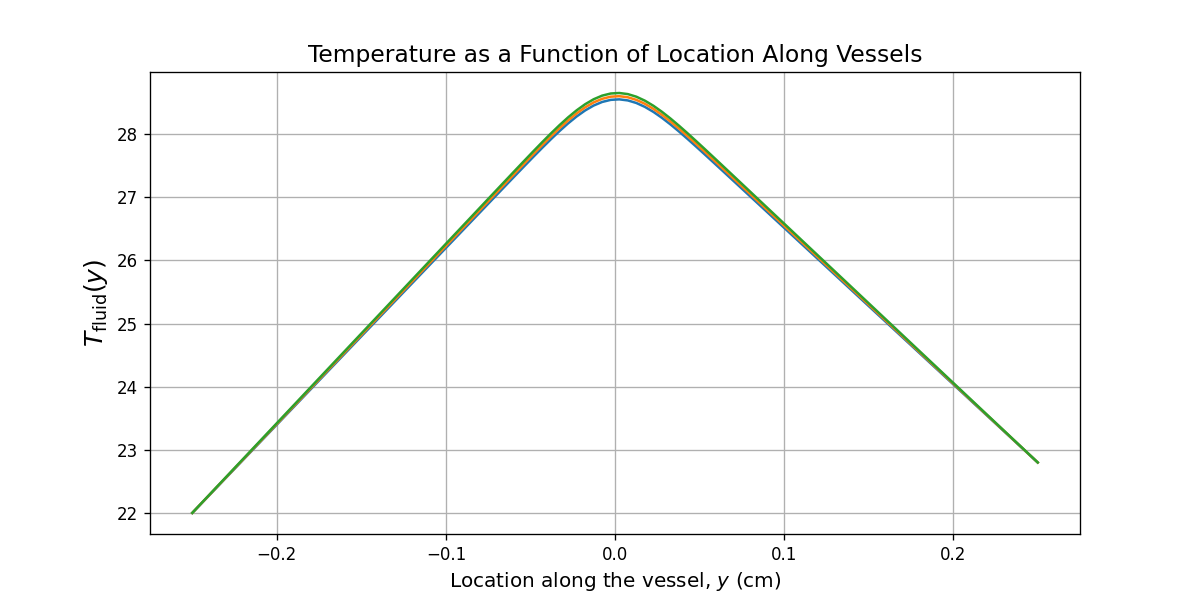 Temperature as a Function of Location Along Vessels
T_fluid(y)
28
27
26
25
24
23
22
−0.2 −0.1 0.0 0.1 0.2
Location along the vessel, y (cm)